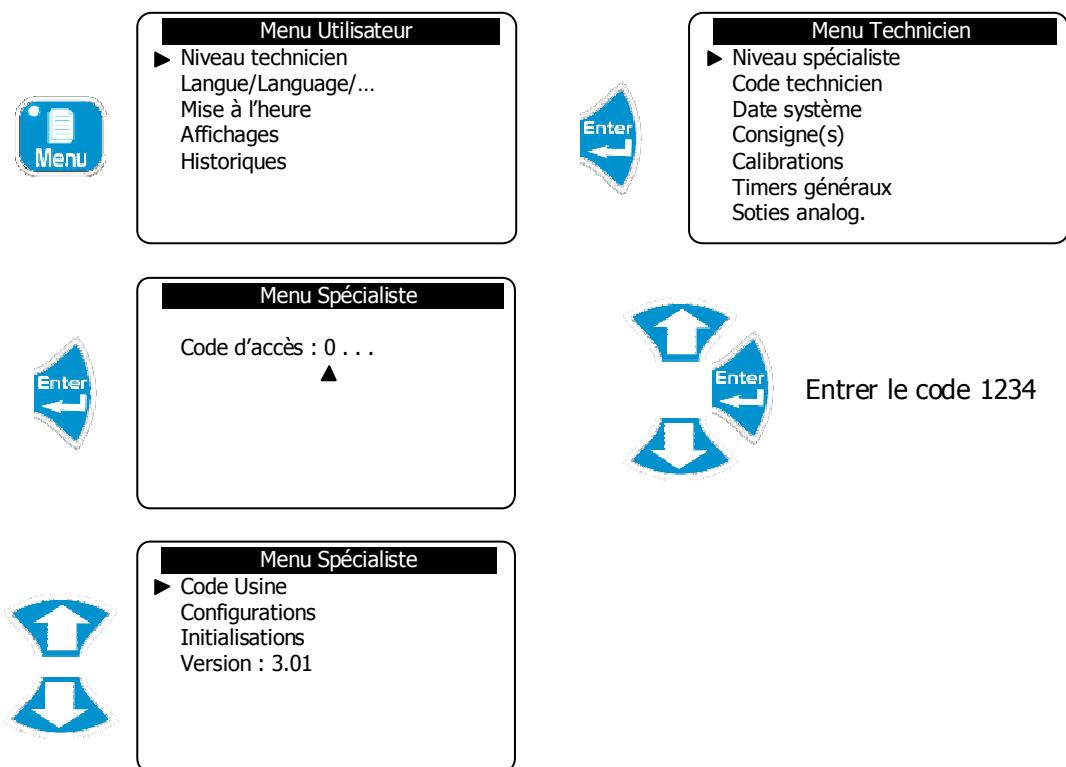 Menu
Menu Utilisateur
Niveau technicien
Langue/Language/…
Mise à l’heure
Affichages
Historiques
Enter
Menu Technicien
Niveau spécialiste
Code technicien
Date système
Consigne(s)
Calibrations
Timers généraux
Soties analog.
Enter
Menu Spécialiste
Code d’accès : 0 . . .
Enter
Entrer le code 1234
Menu Spécialiste
Code Usine
Configurations
Initialisations
Version : 3.01